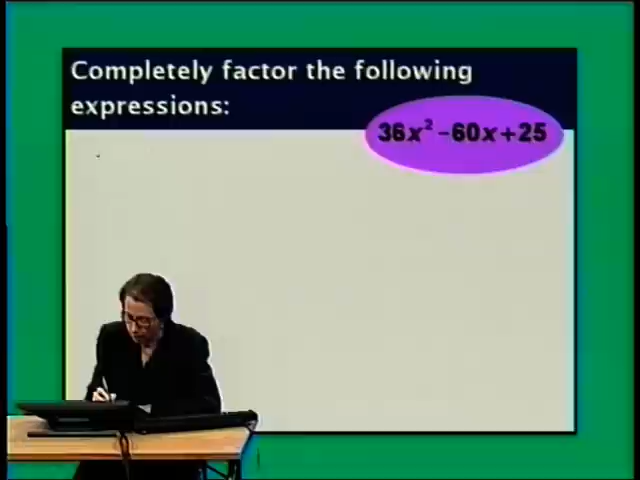 Completely factor the following
expressions:
36x² -60x+25